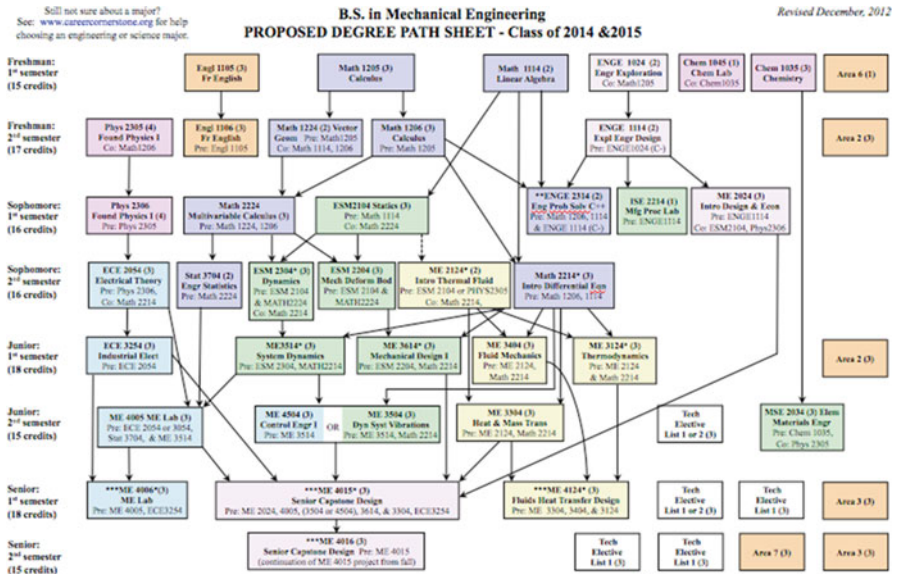 Still not sure about a major?
See: www.careercornerstone.org for help
choosing an engineering or science major.
B.S. in Mechanical Engineering
PROPOSED DEGREE PATH SHEET - Class of 2014 &2015
Revised December, 2012
Freshman:
1st semester
(15 credits)
Engl 1105 (3)
Fr English
Math 1205 (3)
Calculus
Math 1114 (2)
Linear Algebra
ENGE 1024 (2)
Engr Exploration
Co: Math1205
Chem 1045 (1)
Chem Lab
Co: Chem1035
Chem 1035 (3)
Chemistry
Area 6 (1)
Freshman:
2nd semester
(17 credits)
Phys 2305 (4)
Found Physics I
Co: Math1206
Engl 1106 (3)
Fr English
Pre: Engl 1105
Math 1224 (2) Vector
Geom Pre: Math1205
Co: Math 1114, 1206
Math 1206 (3)
Calculus
Pre: Math 1205
ENGE 1114 (2)
Expl Engr Design
Pre: ENGE1024 (C-)
Area 2 (3)
Sophomore:
1st semester
(16 credits)
Phys 2306
Found Physics I (4)
Pre: Phys 2305
Math 2224
Multivariable Calculus (3)
Pre: Math 1224, 1206
ESM2104 Statics (3)
Pre: Math 1114
Co: Math 2224
**ENGE 2314 (2)
Eng Prob Solv C++
Pre: Math 1206, 1114
& ENGE 1114 (C-)
ISE 2214 (1)
Mfg Proc Lab
Pre: ENGE1114
ME 2024 (3)
Intro Design & Econ
Pre: ENGE1114
Co: ESM2104, Phys2306
Sophomore:
2nd semester
(16 credits)
ECE 2054 (3)
Electrical Theory
Pre: Phys 2306,
Co: Math 2214
Stat 3704 (2)
Engr Statistics
Pre: Math 2224
ESM 2304* (3)
Dynamics
Pre: ESM 2104
& MATH2224
Co: Math 2214
ESM 2204 (3)
Mech Deform Bod
Pre: ESM 2104 &
MATH2224
ME 2124* (2)
Intro Thermal Fluid
Pre: ESM 2104 or PHYS2305
Co: Math 2214,
Math 2214* (3)
Intro Differential Eqn
Pre: Math 1206, 1114
Junior:
1st semester
(18 credits)
ECE 3254 (3)
Industrial Elect
Pre: ECE 2054
ME3514* (3)
System Dynamics
Pre: ESM 2304, MATH2214
ME 3614* (3)
Mechanical Design I
Pre: ESM 2204, Math 2214
ME 3404 (3)
Fluid Mechanics
Pre: ME 2124,
Math 2214
ME 3124* (3)
Thermodynamics
Pre: ME 2124
& Math 2214
Area 2 (3)
Junior:
2nd semester
(15 credits)
ME 4005 ME Lab (3)
Pre: ECE 2054 or 3054,
Stat 3704, & ME 3514
ME 4504 (3)
Control Engr I
Pre: ME 3514
OR
ME 3504 (3)
Dyn Syst Vibrations
Pre: ME 3514, Math 2214
ME 3304 (3)
Heat & Mass Trans
Pre: ME 2124, Math 2214
Tech
Elective
List 1 or 2 (3)
MSE 2034 (3) Elem
Materials Engr
Pre: Chem 1035,
Co: Phys 2305
Senior:
1st semester
(18 credits)
***ME 4006* (3)
ME Lab
Pre: ME 4005, ECE3254
***ME 4015* (3)
Senior Capstone Design
Pre: ME 2024, 4005, (3504 or 4504), 3614, & 3304, ECE3254
***ME 4124* (3)
Fluids Heat Transfer Design
Pre: ME 3304, 3404, & 3124
Tech
Elective
List 1 or 2 (3)
Tech
Elective
List 1 (3)
Area 3 (3)
Senior:
2nd semester
(15 credits)
***ME 4016 (3)
Senior Capstone Design Pre: ME 4015
(continuation of ME 4015 project from fall)
Tech
Elective
List 1 (3)
Tech
Elective
List 1 (3)
Area 7 (3)
Area 3 (3)